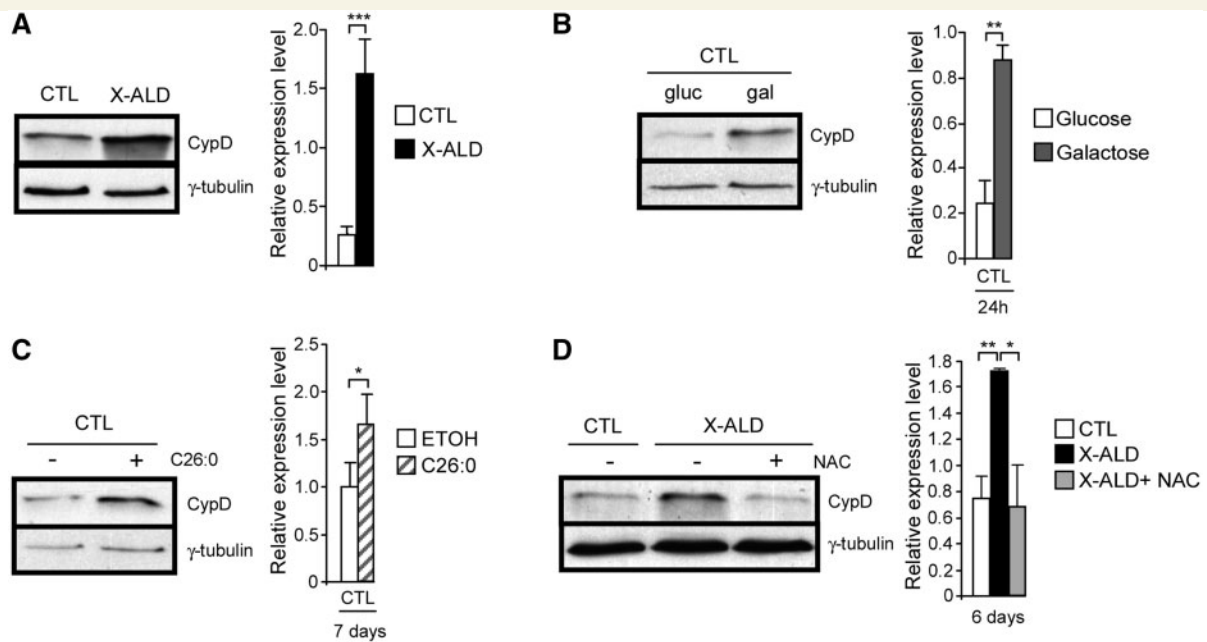 A
CTL X-ALD
CypD
γ-tubulin
***
Relative expression level
2.0
1.5
1.0
0.5
0
CTL
X-ALD
B
CTL
gluc gal
CypD
γ-tubulin
**
Relative expression level
1.0
0.8
0.6
0.4
0.2
0
CTL
24h
Glucose
Galactose
C
CTL
- + C26:0
CypD
γ-tubulin
*
Relative expression level
2.5
2.0
1.5
1.0
0.5
0
CTL
7 days
ETOH
C26:0
D
CTL X-ALD
- - + NAC
CypD
γ-tubulin
** *
Relative expression level
1.8
1.6
1.4
1.2
1.0
0.8
0.6
0.4
0.2
0
6 days
CTL
X-ALD
X-ALD+ NAC